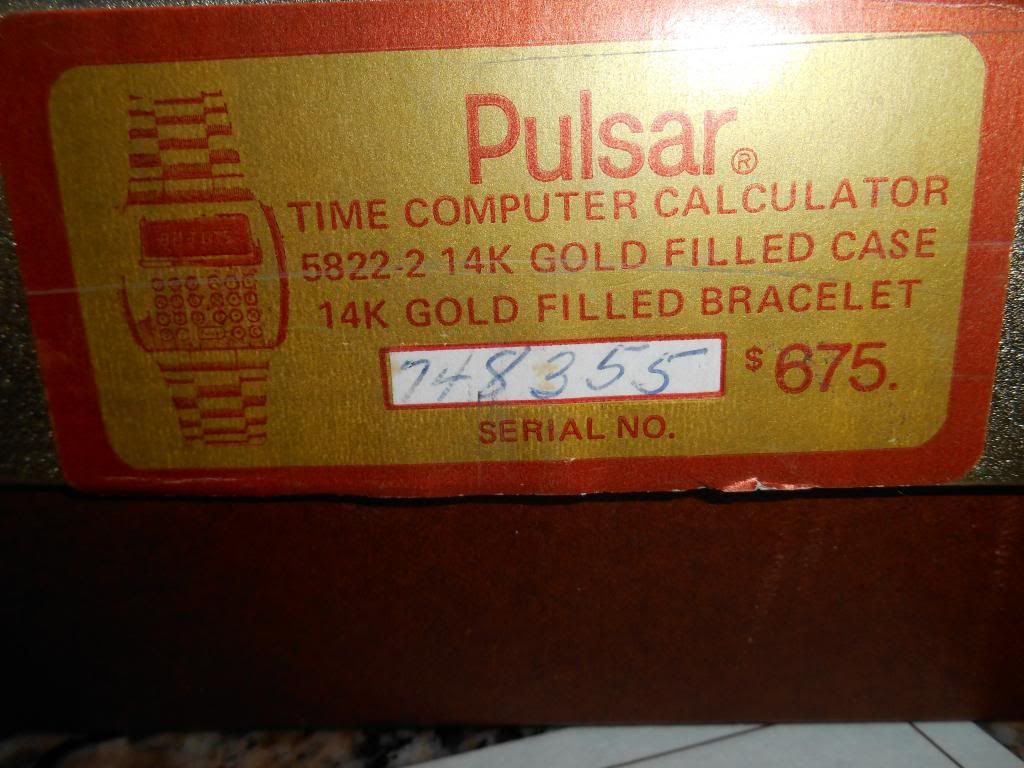 Pulsar®
TIME COMPUTER CALCULATOR
5822-2 14K GOLD FILLED CASE
14K GOLD FILLED BRACELET
748355 $675.
SERIAL NO.